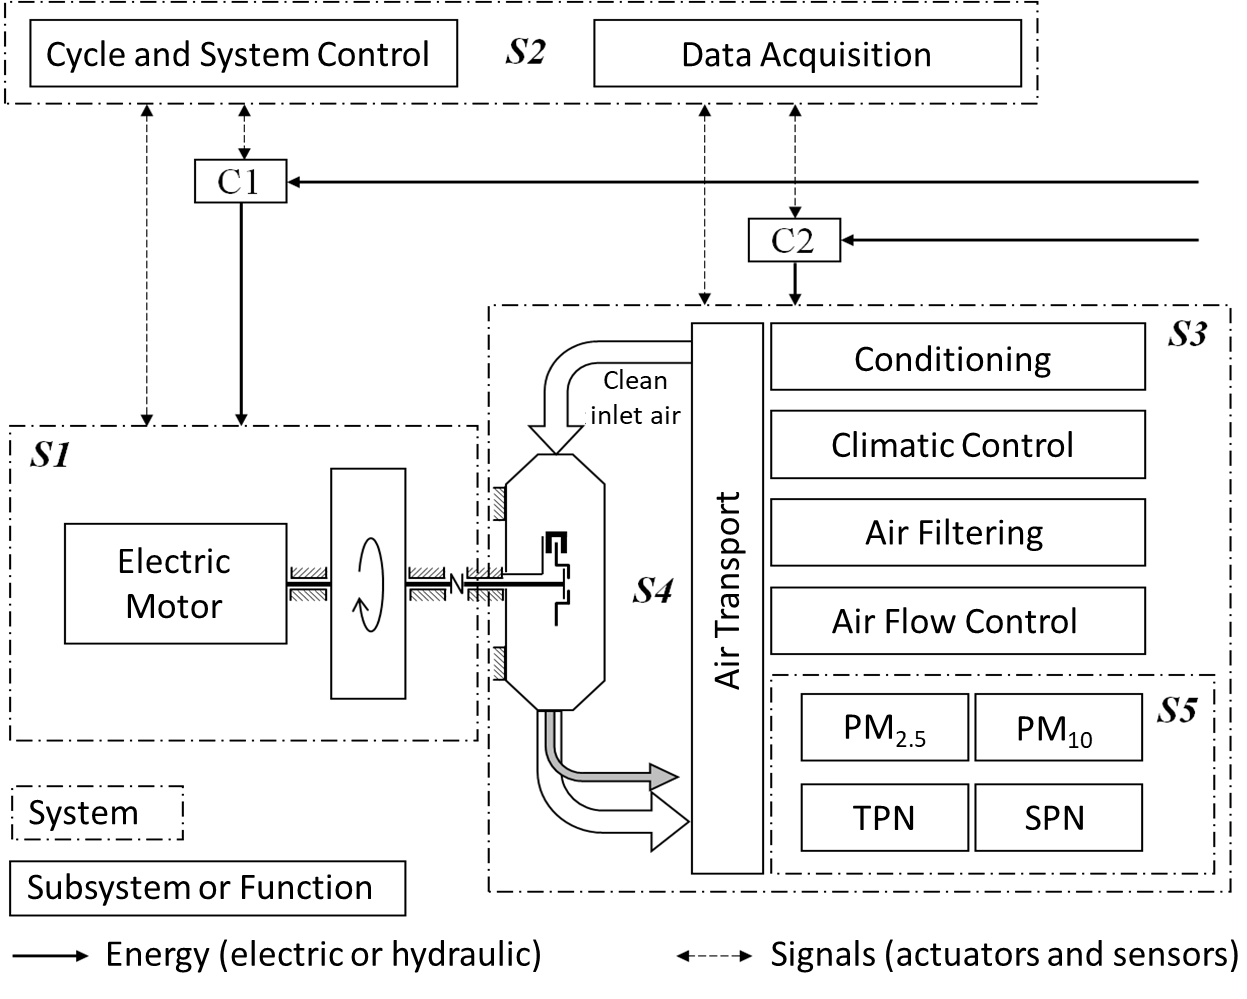 Cycle and System Control
S2
Data Acquisition
C1
C2
S3
Conditioning
Clean
inlet air
Climatic Control
S1
Air Filtering
Electric
Motor
S4
Air Transport
Air Flow Control
S5
PM2.5
PM10
TPN
SPN
System
Subsystem or Function
Energy (electric or hydraulic)
Signals (actuators and sensors)
N